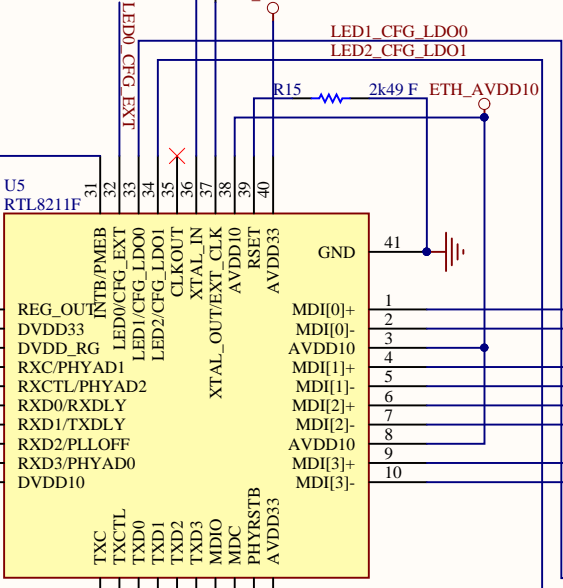 LED1_CFG_LDO0
LED2_CFG_LDO1
LED0_CFG_EXT
R15
2k49 F
ETH_AVDD10
U5
RTL8211F
31
32
33
34
35
36
37
38
39
40
INTB/PMEB
LED0/CFG_EXT
LED1/CFG_LDO0
LED2/CFG_LDO1
CLKOUT
XTAL_IN
XTAL_OUT/EXT_CLK
AVDD10
RSET
AVDD33
GND
41
REG_OUT
DVDD33
DVDD_RG
RXC/PHYAD1
RXCTL/PHYAD2
RXD0/RXDLY
RXD1/TXDLY
RXD2/PLLOFF
RXD3/PHYAD0
DVDD10
MDI[0]+ 1
MDI[0]- 2
AVDD10 3
MDI[1]+ 4
MDI[1]- 5
MDI[2]+ 6
MDI[2]- 7
AVDD10 8
MDI[3]+ 9
MDI[3]- 10
TXC
TXCTL
TXD0
TXD1
TXD2
TXD3
MDIO
MDC
PHYRSTB
AVDD33